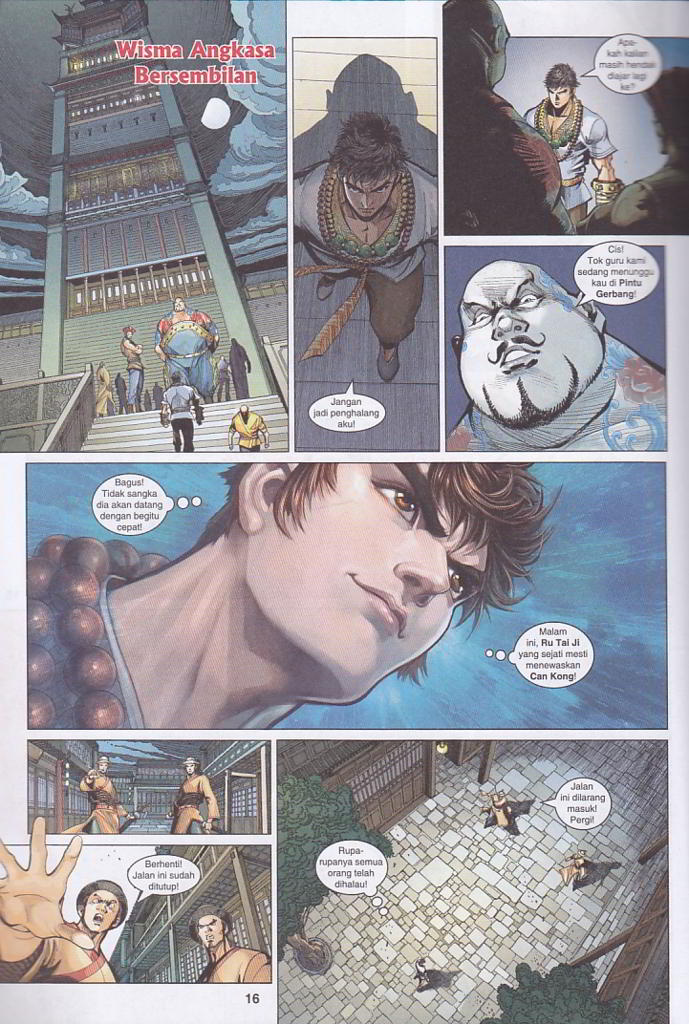 Wisma Angkasa
Bersembilan
Jangan
jadi penghalang
aku!
Apa-
kah kalian
masih hendak
diajar lagi
ke?
Cis!
Tok guru kami
sedang menunggu
kau di Pintu
Gerbang!
Bagus!
Tidak sangka
dia akan datang
dengan begitu
cepat!
Malam
ini, Ru Tai Ji
yang sejati mesti
menewaskan
Can Kong!
Berhenti!
Jalan ini sudah
ditutup!
Jalan
ini dilarang
masuk!
Pergi!
Rupa-
rupanya semua
orang telah
dihalau!
16